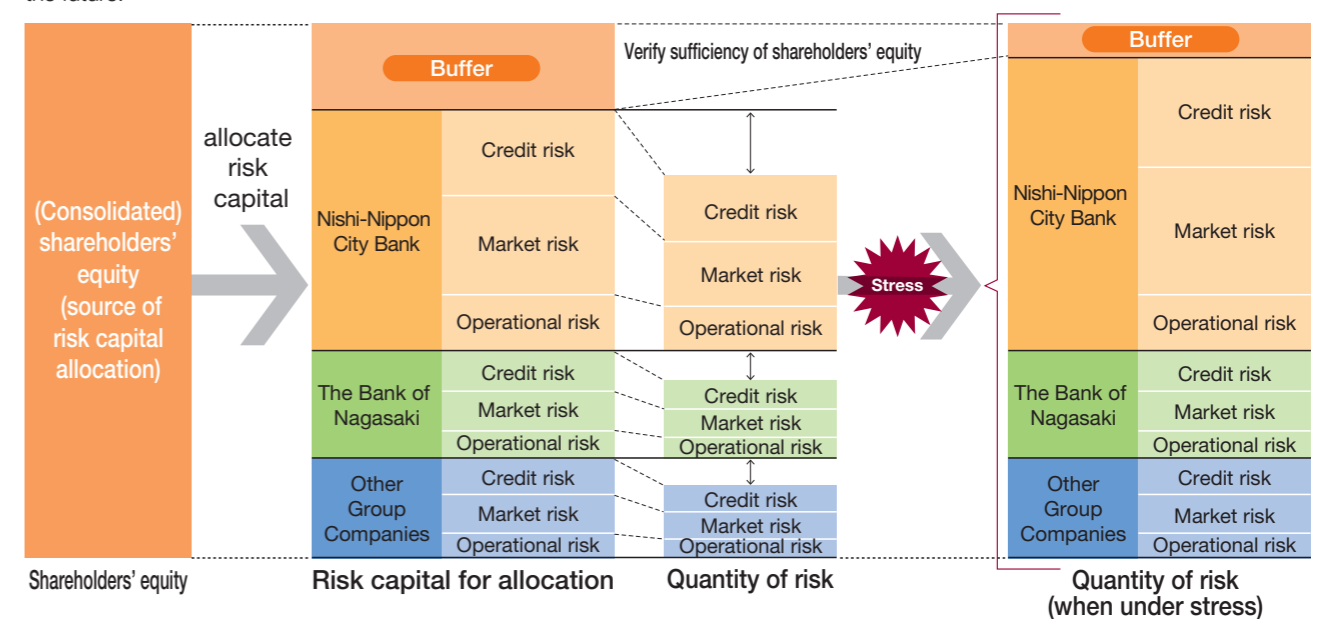 the future.
(Consolidated)
shareholders'
equity
(source of
risk capital
allocation)
Shareholders' equity
allocate
risk
capital
Buffer
Nishi-Nippon
City Bank
Credit risk
Market risk
Operational risk
The Bank of
Nagasaki
Credit risk
Market risk
Operational risk
Other
Group
Companies
Credit risk
Market risk
Operational risk
Risk capital for allocation
Verify sufficiency of shareholders' equity
Credit risk
Market risk
Operational risk
Credit risk
Market risk
Operational risk
Credit risk
Market risk
Operational risk
Quantity of risk
Stress
Buffer
Nishi-Nippon
City Bank
Credit risk
Market risk
Operational risk
The Bank of
Nagasaki
Credit risk
Market risk
Operational risk
Other
Group
Companies
Credit risk
Market risk
Operational risk
Quantity of risk
(when under stress)